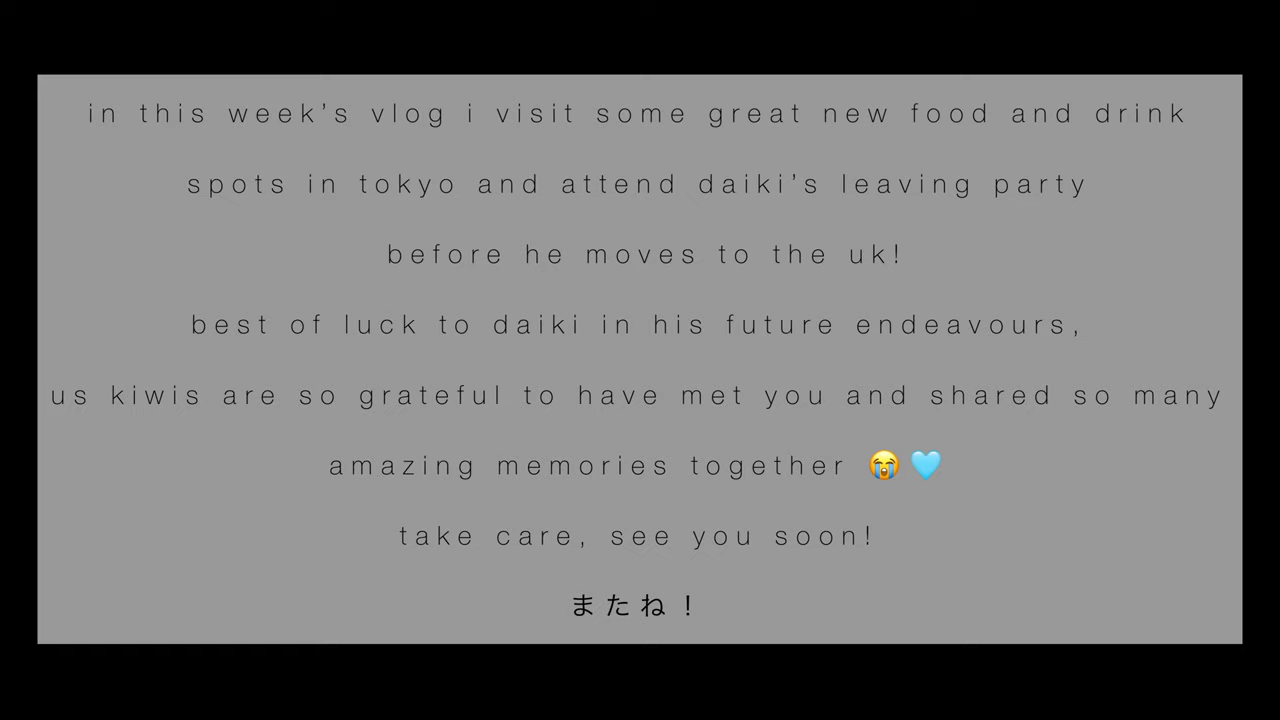 in this week’s vlog i visit some great new food and drink
spots in tokyo and attend daiki’s leaving party
before he moves to the uk!
best of luck to daiki in his future endeavours,
us kiwis are so grateful to have met you and shared so many
amazing memories together 😭🩵
take care, see you soon!
またね！